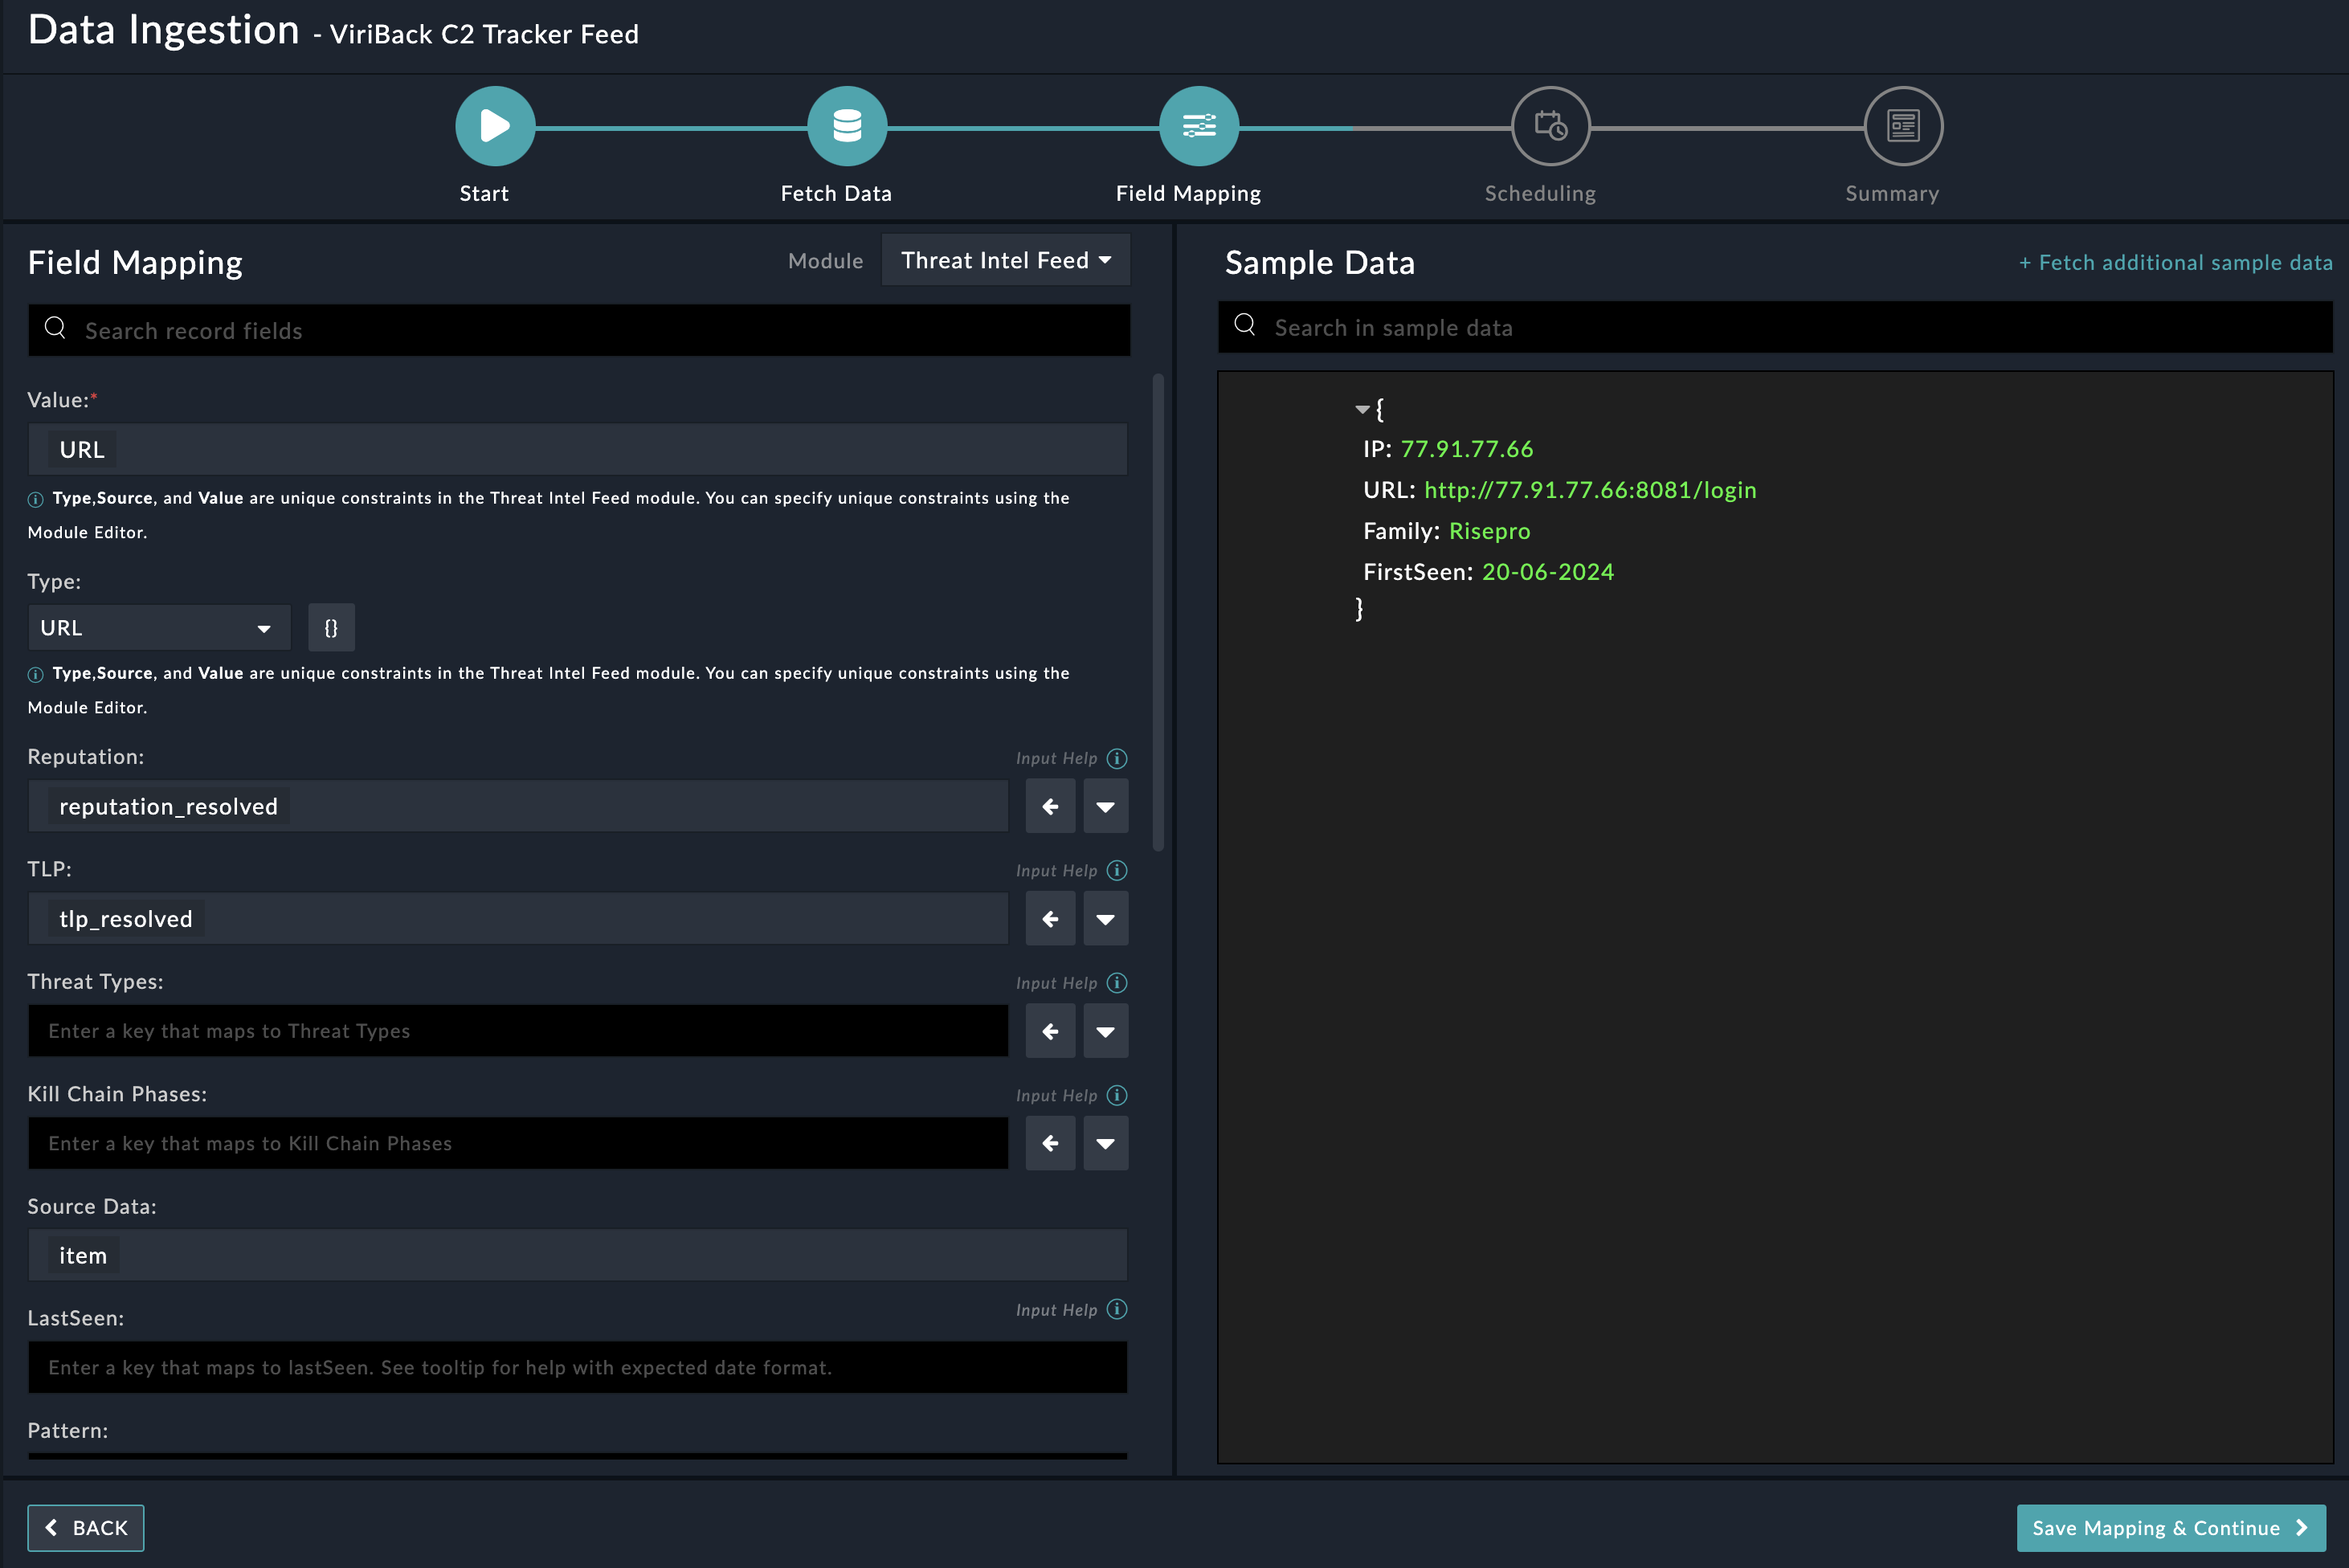 Data Ingestion - ViriBack C2 Tracker Feed
Start
Fetch Data
Field Mapping
Scheduling
Summary
Field Mapping
Module
Threat Intel Feed
Search record fields
Value:*
URL
Type,Source, and Value are unique constraints in the Threat Intel Feed module. You can specify unique constraints using the
Module Editor.
Type:
URL
{}
Type,Source, and Value are unique constraints in the Threat Intel Feed module. You can specify unique constraints using the
Module Editor.
Reputation:
Input Help
reputation_resolved
TLP:
Input Help
tlp_resolved
Threat Types:
Input Help
Enter a key that maps to Threat Types
Kill Chain Phases:
Input Help
Enter a key that maps to Kill Chain Phases
Source Data:
item
LastSeen:
Input Help
Enter a key that maps to lastSeen. See tooltip for help with expected date format.
Pattern:
Sample Data
+ Fetch additional sample data
Search in sample data
{
IP: 77.91.77.66
URL: http://77.91.77.66:8081/login
Family: Risepro
FirstSeen: 20-06-2024
}
BACK
Save Mapping & Continue